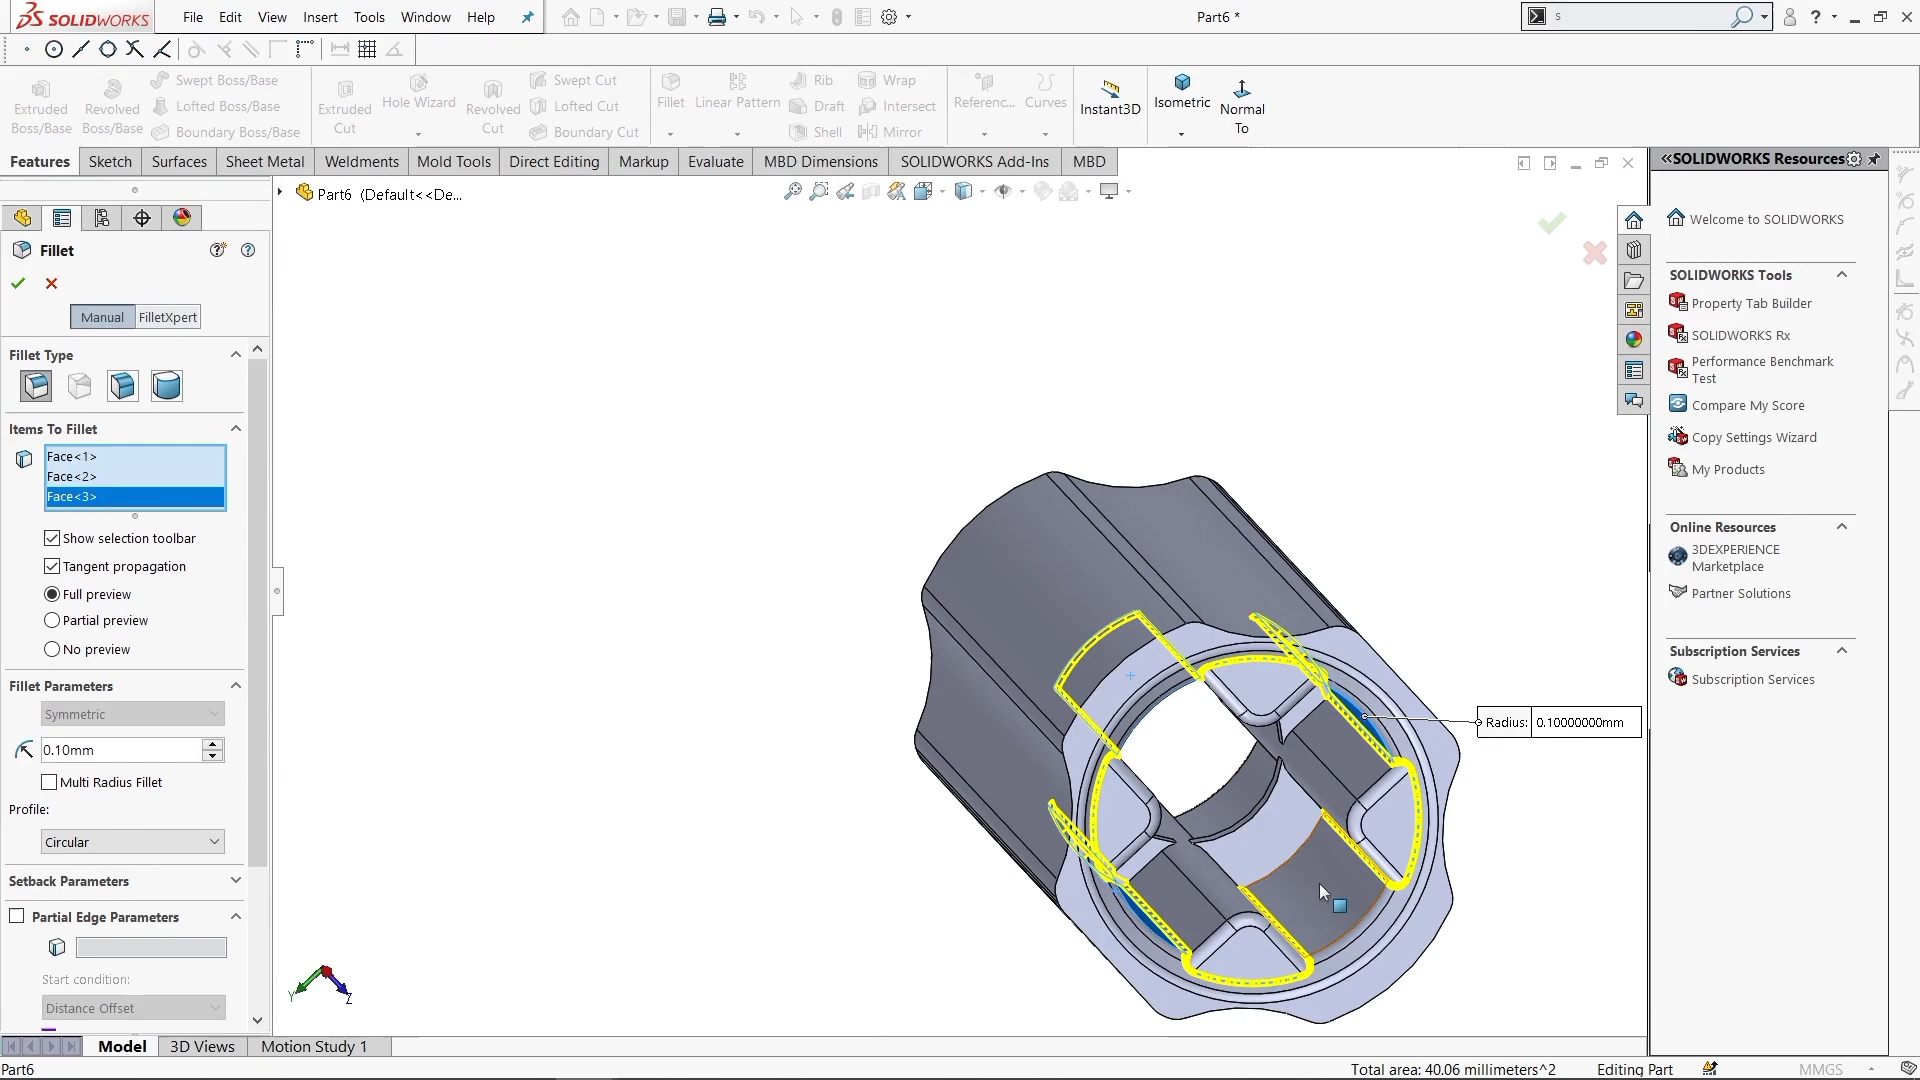 SOLIDWORKS File Edit View Insert Tools Window Help Part6 * s
Extruded Boss/Base Revolved Boss/Base Swept Boss/Base Lofted Boss/Base Boundary Boss/Base
Extruded Cut Hole Wizard Revolved Cut Swept Cut Lofted Cut Boundary Cut
Fillet Linear Pattern Rib Draft Shell Wrap Intersect Mirror
Referenc... Curves Instant3D Isometric Normal To
Features Sketch Surfaces Sheet Metal Weldments Mold Tools Direct Editing Markup Evaluate MBD Dimensions SOLIDWORKS Add-Ins MBD
Part6 (Default<<De...
Fillet
Manual FilletXpert
Fillet Type
Items To Fillet
Face<1>
Face<2>
Face<3>
Show selection toolbar
Tangent propagation
Full preview
Partial preview
No preview
Fillet Parameters
Symmetric
0.10mm
Multi Radius Fillet
Profile:
Circular
Setback Parameters
Partial Edge Parameters
Start condition:
Distance Offset
Radius: 0.10000000mm
Y
Z
SOLIDWORKS Resources
Welcome to SOLIDWORKS
SOLIDWORKS Tools
Property Tab Builder
SOLIDWORKS Rx
Performance Benchmark
Test
Compare My Score
Copy Settings Wizard
My Products
Online Resources
3DEXPERIENCE
Marketplace
Partner Solutions
Subscription Services
Subscription Services
Model 3D Views Motion Study 1
Part6 Total area: 40.06 millimeters^2 Editing Part MMGS